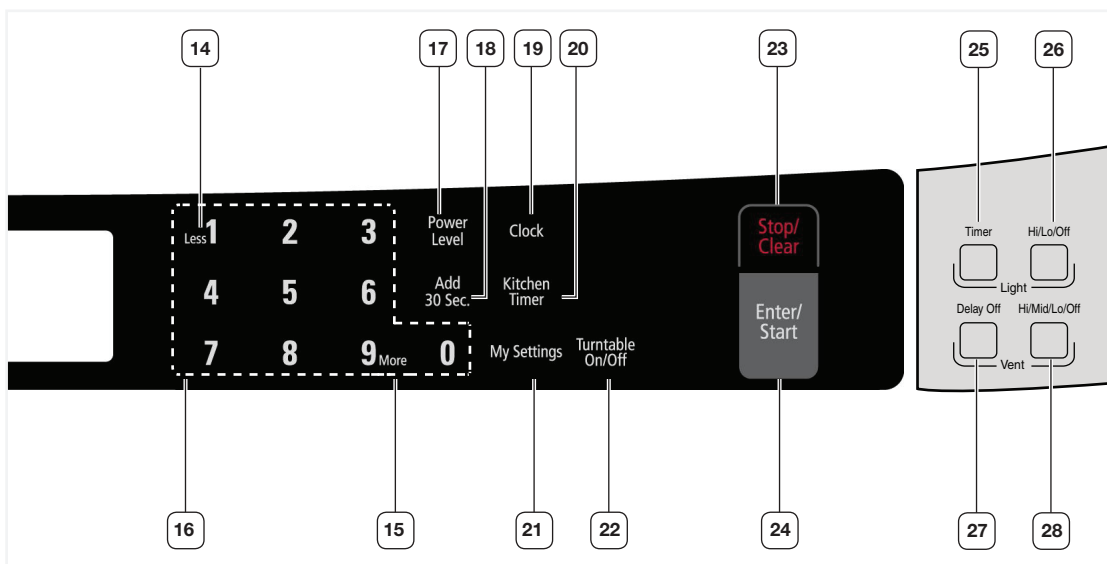 14 17 18 19 20 23 25 26
Less 1 2 3 Power Level Clock Stop/ Clear Timer Hi/Lo/Off
Light
4 5 6 Add 30 Sec. Kitchen Timer Enter/ Start Delay Off Hi/Mid/Lo/Off
7 8 9 More 0 My Settings Turntable On/Off Vent
16 15 21 22 24 27 28